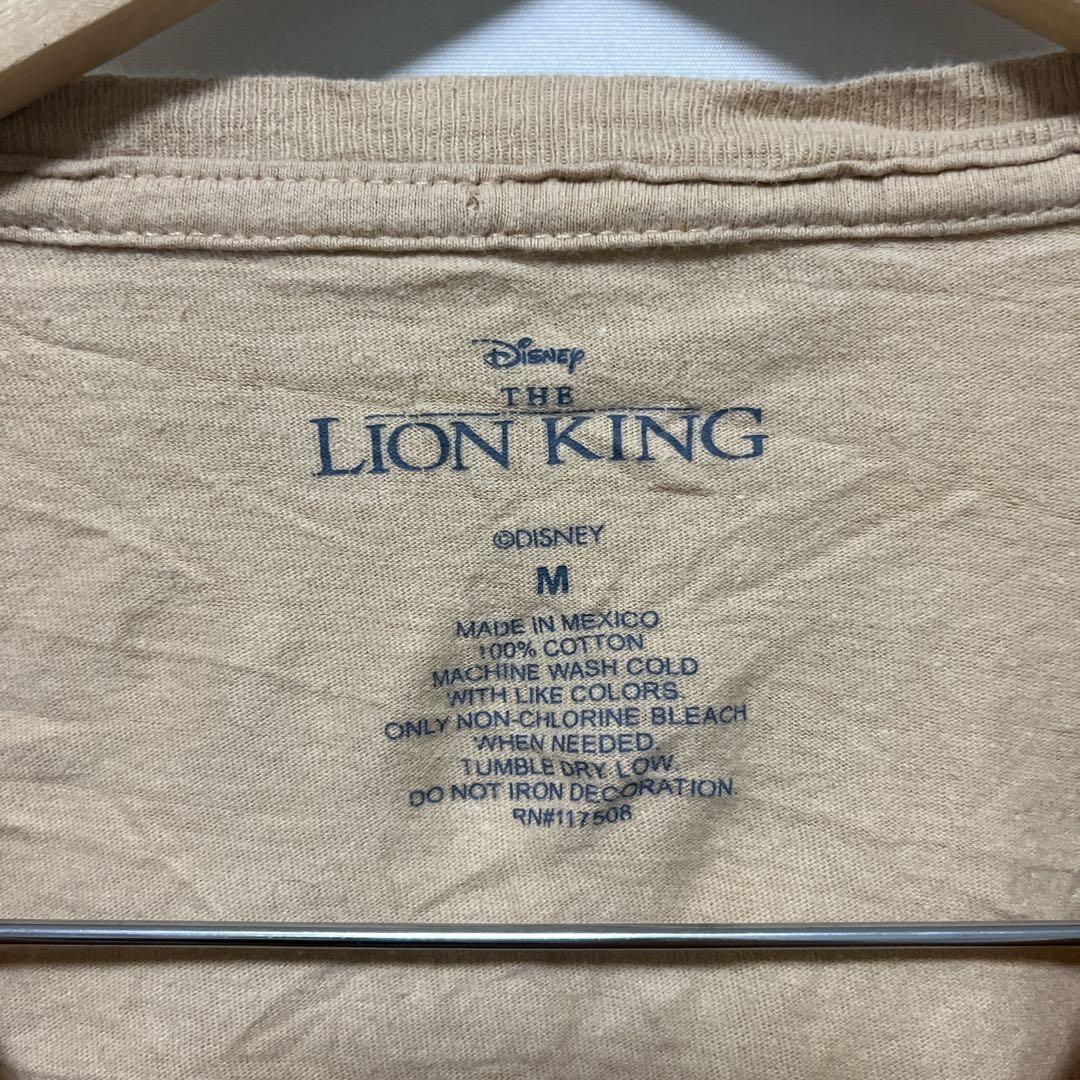 Disney
THE
LION KING
©DISNEY
M
MADE IN MEXICO
100% COTTON
MACHINE WASH COLD
WITH LIKE COLORS.
ONLY NON-CHLORINE BLEACH
WHEN NEEDED.
TUMBLE DRY LOW.
DO NOT IRON DECORATION.
RN#117508